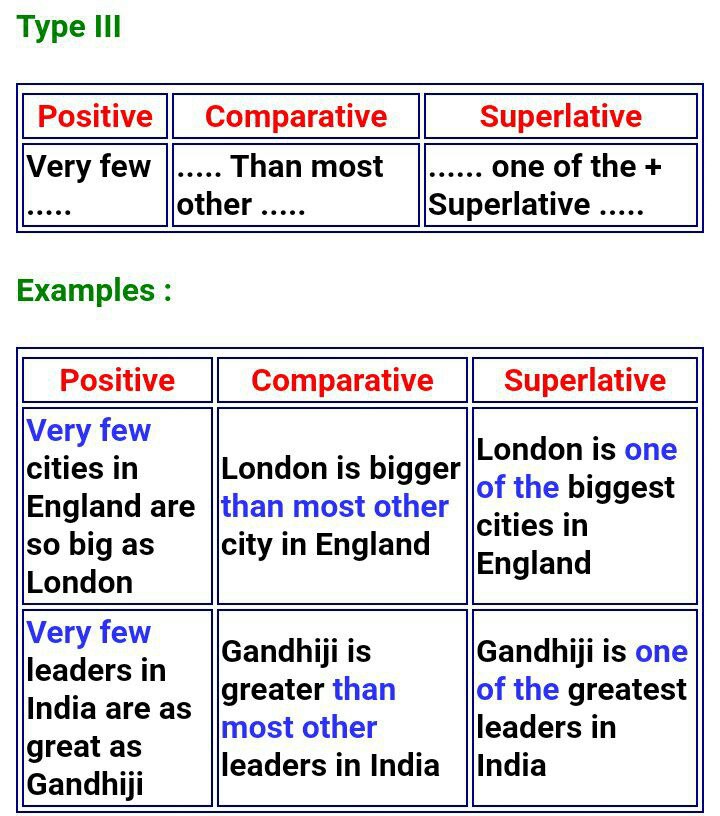 Type III
Positive
Comparative
Superlative
Very few
.....
..... Than most
other .....
...... one of the +
Superlative .....
Examples :
Positive
Comparative
Superlative
Very few
cities in
England are
so big as
London
London is bigger
than most other
city in England
London is one
of the biggest
cities in
England
Very few
leaders in
India are as
great as
Gandhiji
Gandhiji is
greater than
most other
leaders in India
Gandhiji is one
of the greatest
leaders in
India